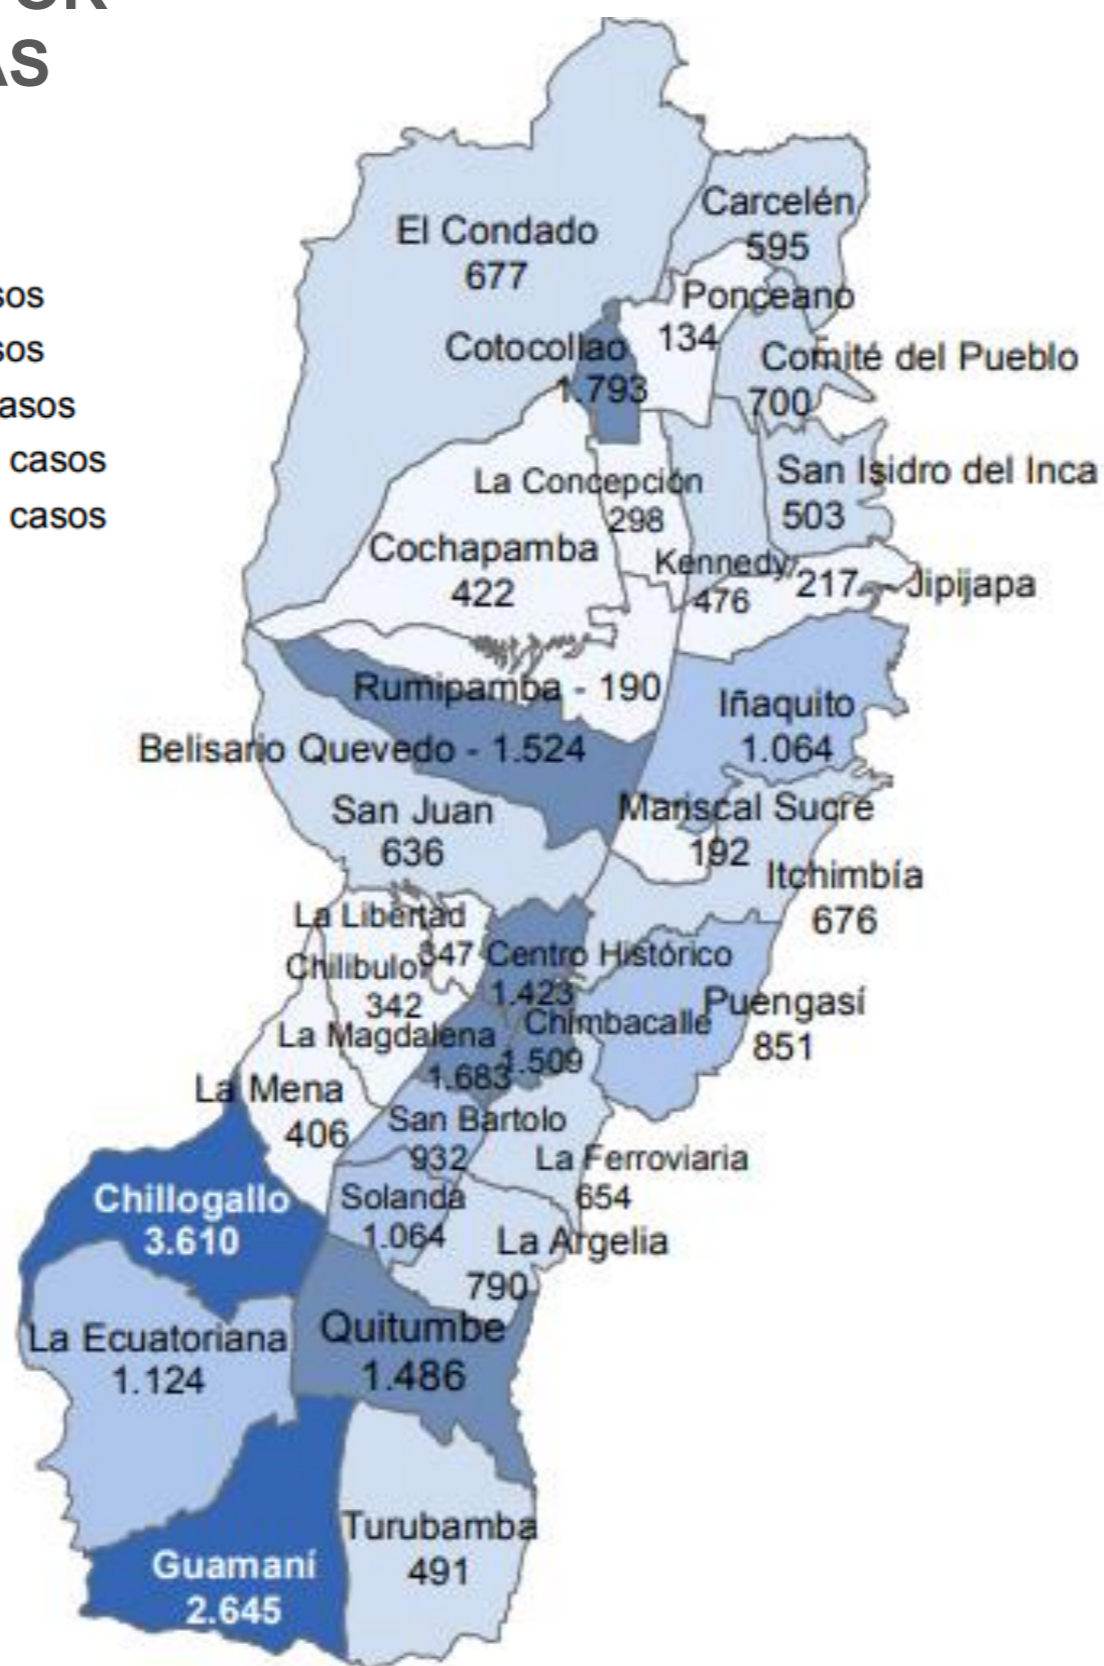 AS
Carcelén
595
El Condado
677
Ponceano
134
Cotocollao
1.793
Comité del Pueblo
700
La Concepción
298
San Isidro del Inca
503
Cochapamba
422
Kennedy
476
217
Jipijapa
casos
casos
Rumipamba - 190
Iñaquito
1.064
Belisario Quevedo - 1.524
San Juan
636
Mariscal Sucre
192
Itchimbía
676
La Libertad
347
Centro Histórico
1.423
Chilibulo
342
Puengasí
851
La Magdalena
1.683
Chimbacalle
1.509
La Mena
406
San Bartolo
932
La Ferroviaria
654
Chillogallo
3.610
Solanda
1.064
La Argelia
790
La Ecuatoriana
1.124
Quitumbe
1.486
Turubamba
491
Guamaní
2.645